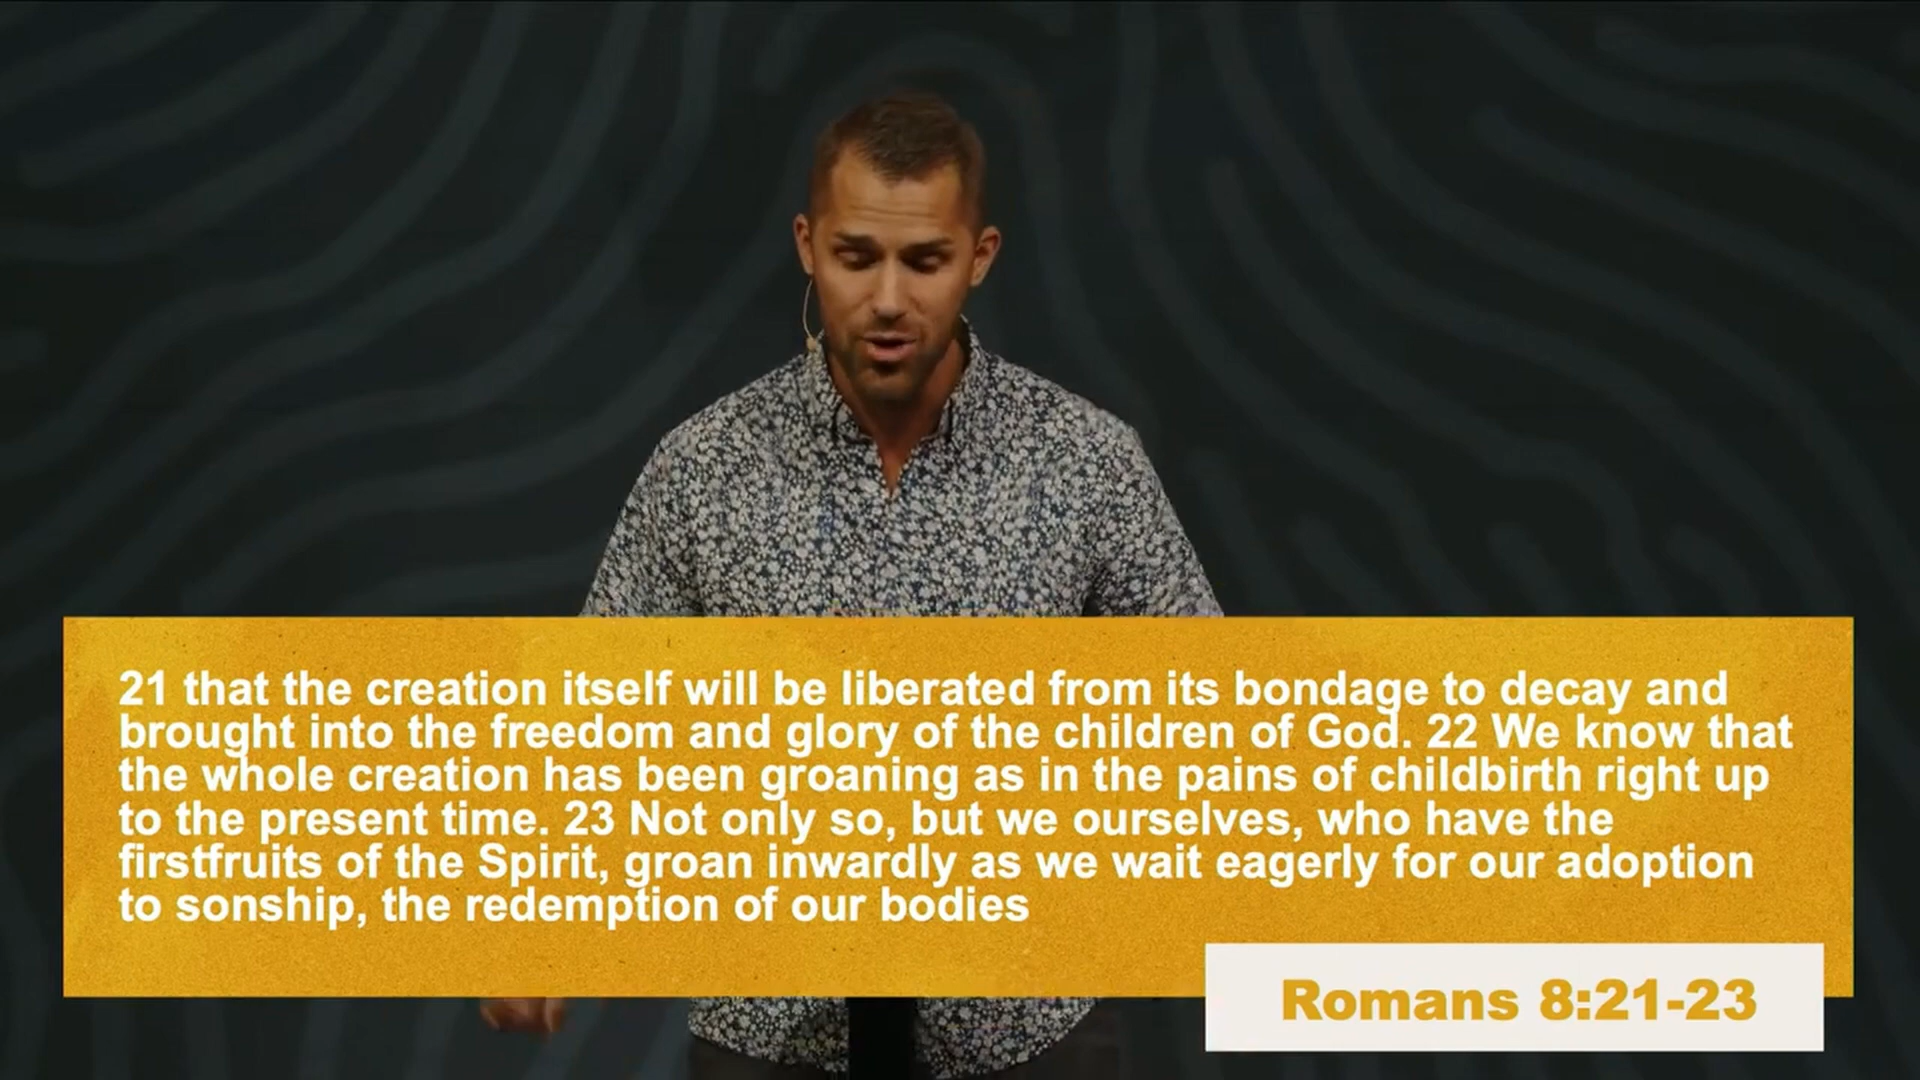 21 that the creation itself will be liberated from its bondage to decay and
brought into the freedom and glory of the children of God. 22 We know that
the whole creation has been groaning as in the pains of childbirth right up
to the present time. 23 Not only so, but we ourselves, who have the
firstfruits of the Spirit, groan inwardly as we wait eagerly for our adoption
to sonship, the redemption of our bodies
Romans 8:21-23